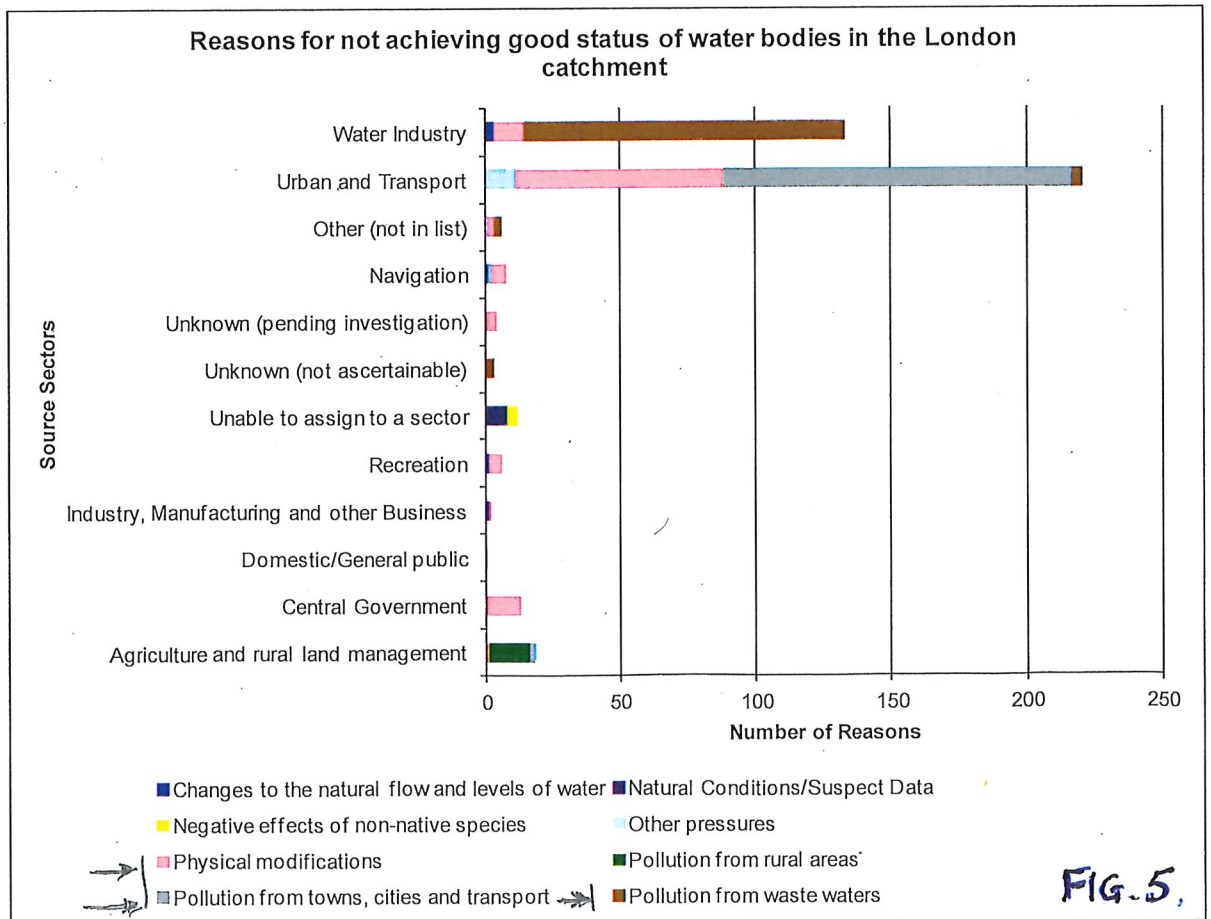 Reasons for not achieving good status of water bodies in the London
catchment
Source Sectors
Water Industry
Urban and Transport
Other (not in list)
Navigation
Unknown (pending investigation)
Unknown (not ascertainable)
Unable to assign to a sector
Recreation
Industry, Manufacturing and other Business
Domestic/General public
Central Government
Agriculture and rural land management
0 50 100 150 200 250
Number of Reasons
Changes to the natural flow and levels of water Natural Conditions/Suspect Data
Negative effects of non-native species Other pressures
Physical modifications Pollution from rural areas
Pollution from towns, cities and transport Pollution from waste waters
FIG. 5,